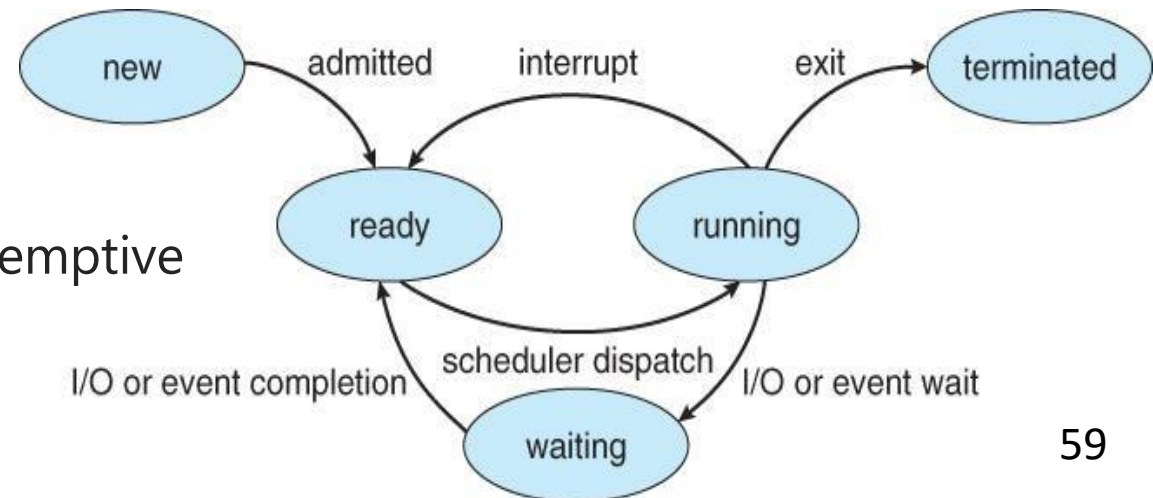 new
admitted
interrupt
exit
terminated
ready
running
emptive
scheduler dispatch
I/O or event completion
I/O or event wait
waiting
59